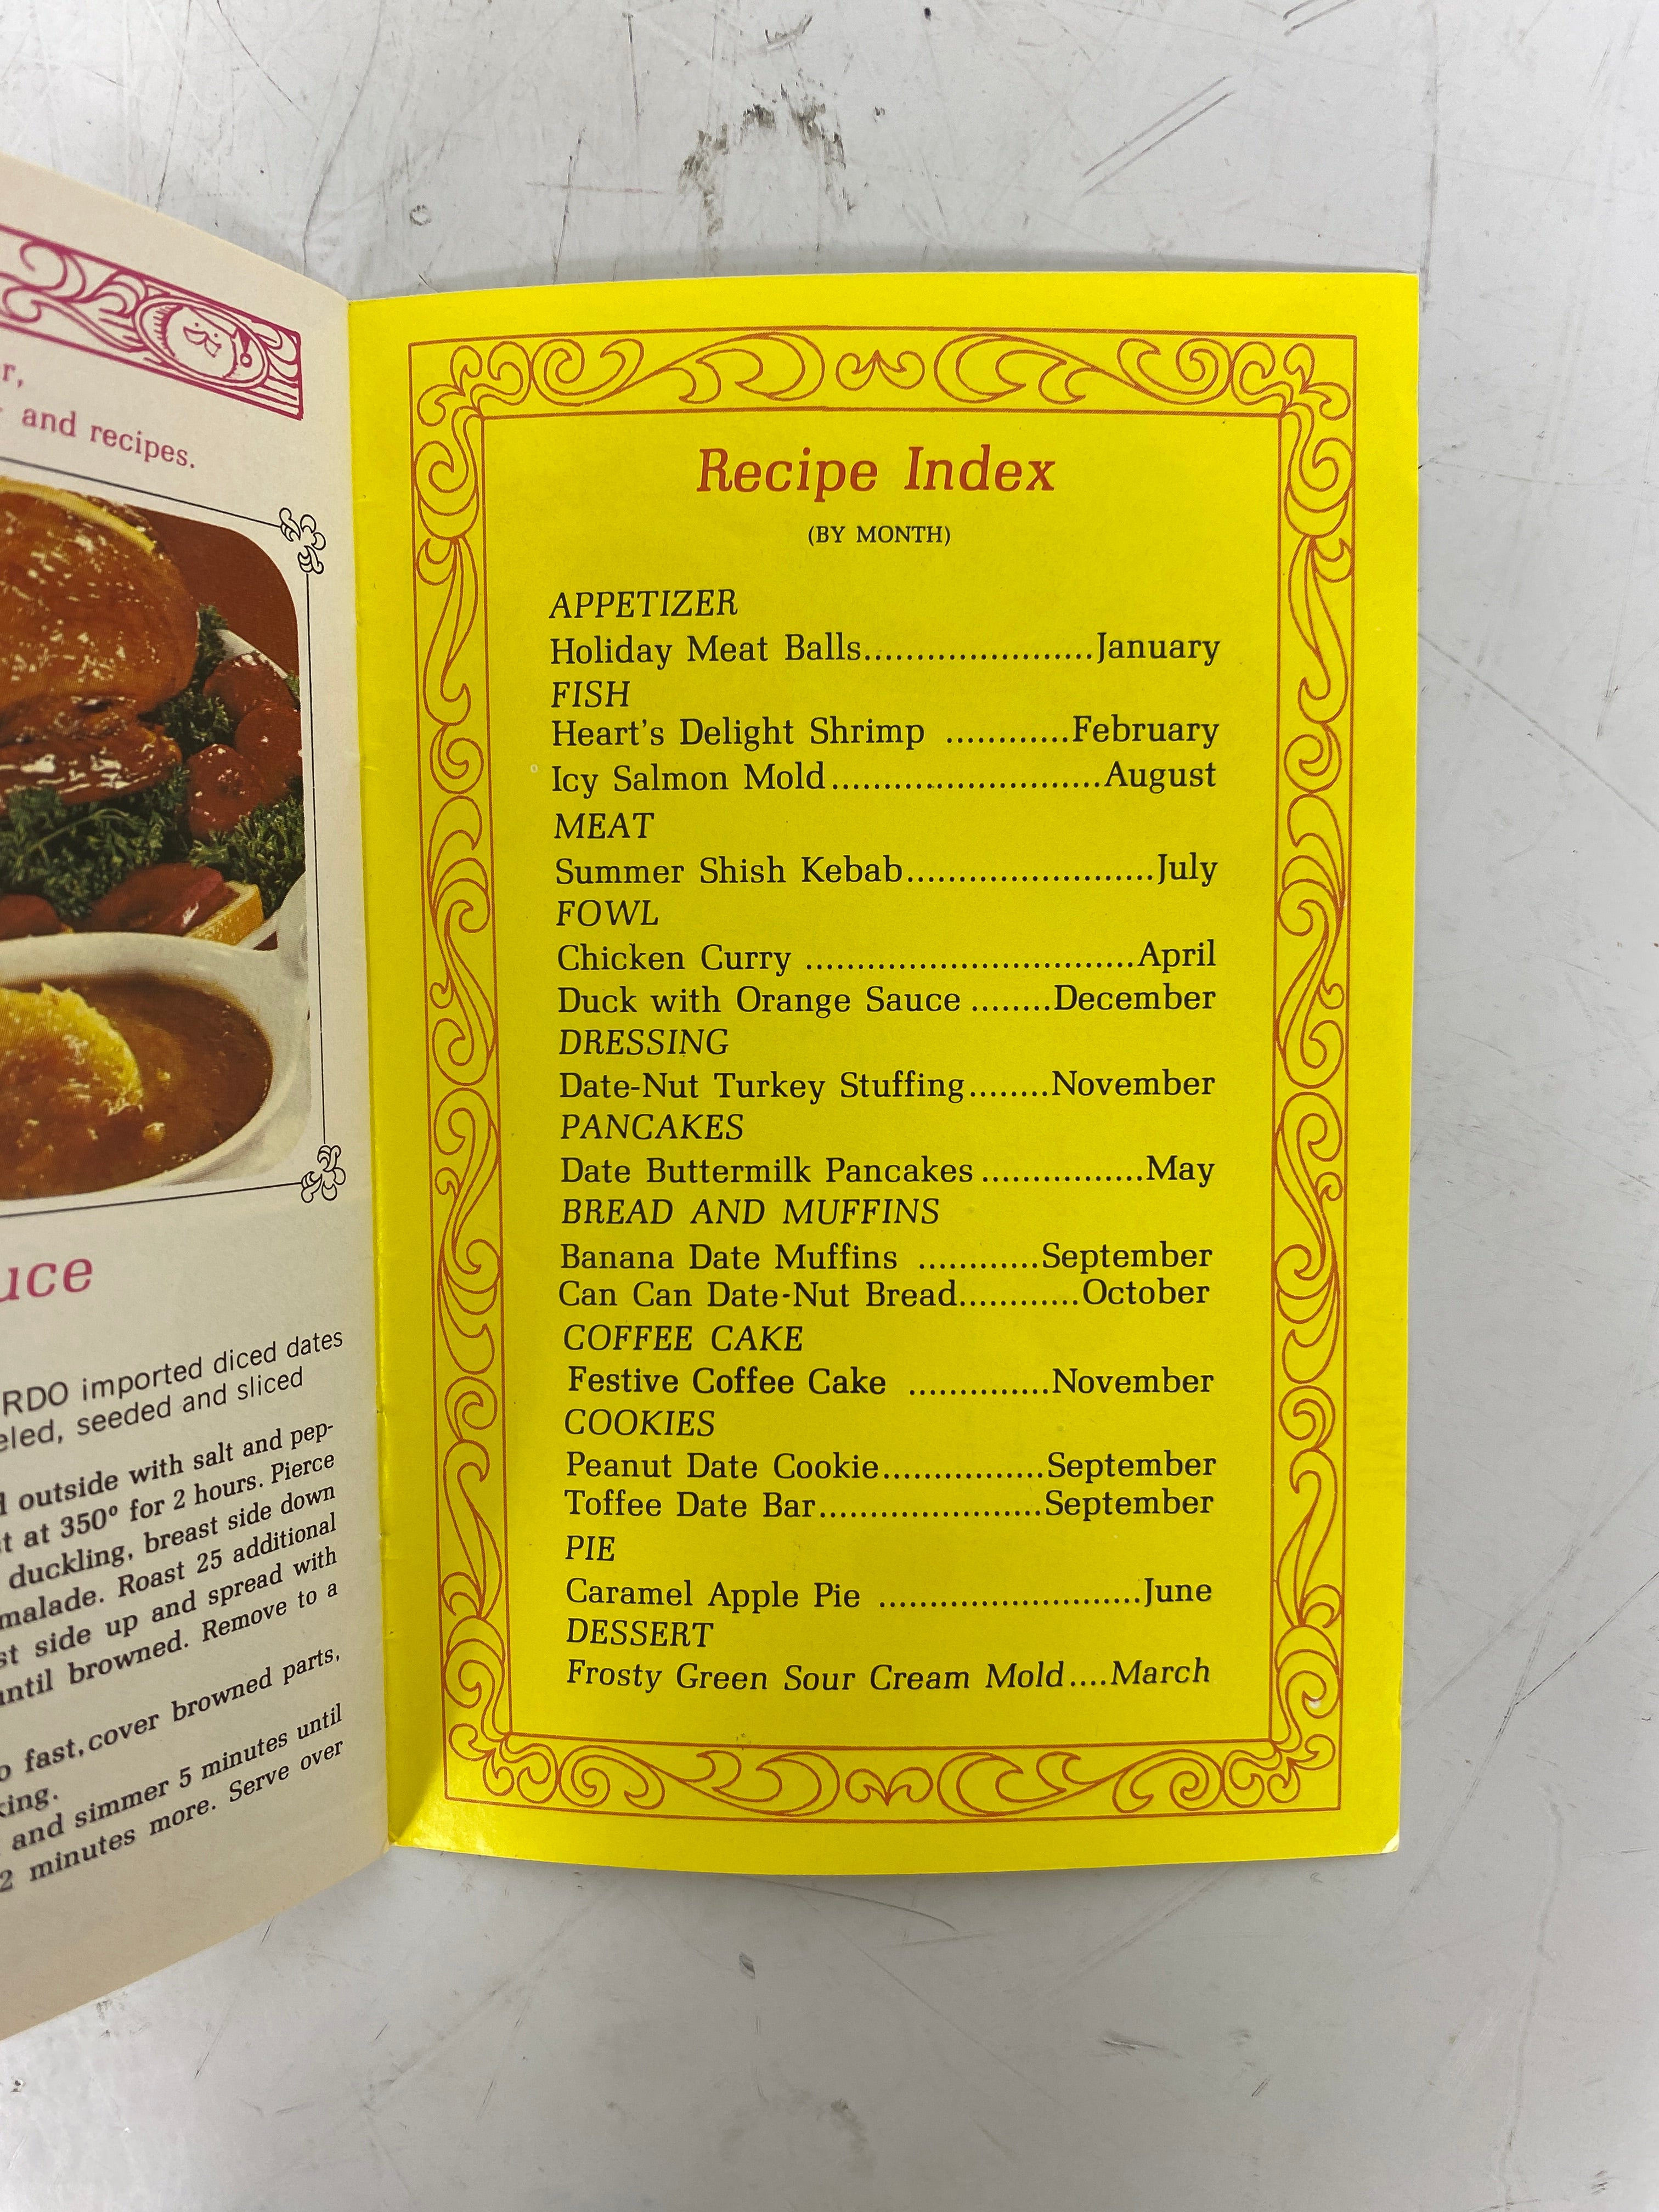 and recipes.
uce
RDO imported diced dates
eled, seeded and sliced
outside with salt and pep-
at 350° for 2 hours. Pierce
duckling, breast side down
malade. Roast 25 additional
st side up and spread with
until browned. Remove to a
fast, cover browned parts,
king.
and simmer 5 minutes until
2 minutes more. Serve over
Recipe Index
(BY MONTH)
APPETIZER
Holiday Meat Balls......................January
FISH
Heart's Delight Shrimp ............February
Icy Salmon Mold..........................August
MEAT
Summer Shish Kebab........................July
FOWL
Chicken Curry ................................April
Duck with Orange Sauce ........December
DRESSING
Date-Nut Turkey Stuffing........November
PANCAKES
Date Buttermilk Pancakes ................May
BREAD AND MUFFINS
Banana Date Muffins ............September
Can Can Date-Nut Bread............October
COFFEE CAKE
Festive Coffee Cake ..............November
COOKIES
Peanut Date Cookie................September
Toffee Date Bar......................September
PIE
Caramel Apple Pie .........................June
DESSERT
Frosty Green Sour Cream Mold....March